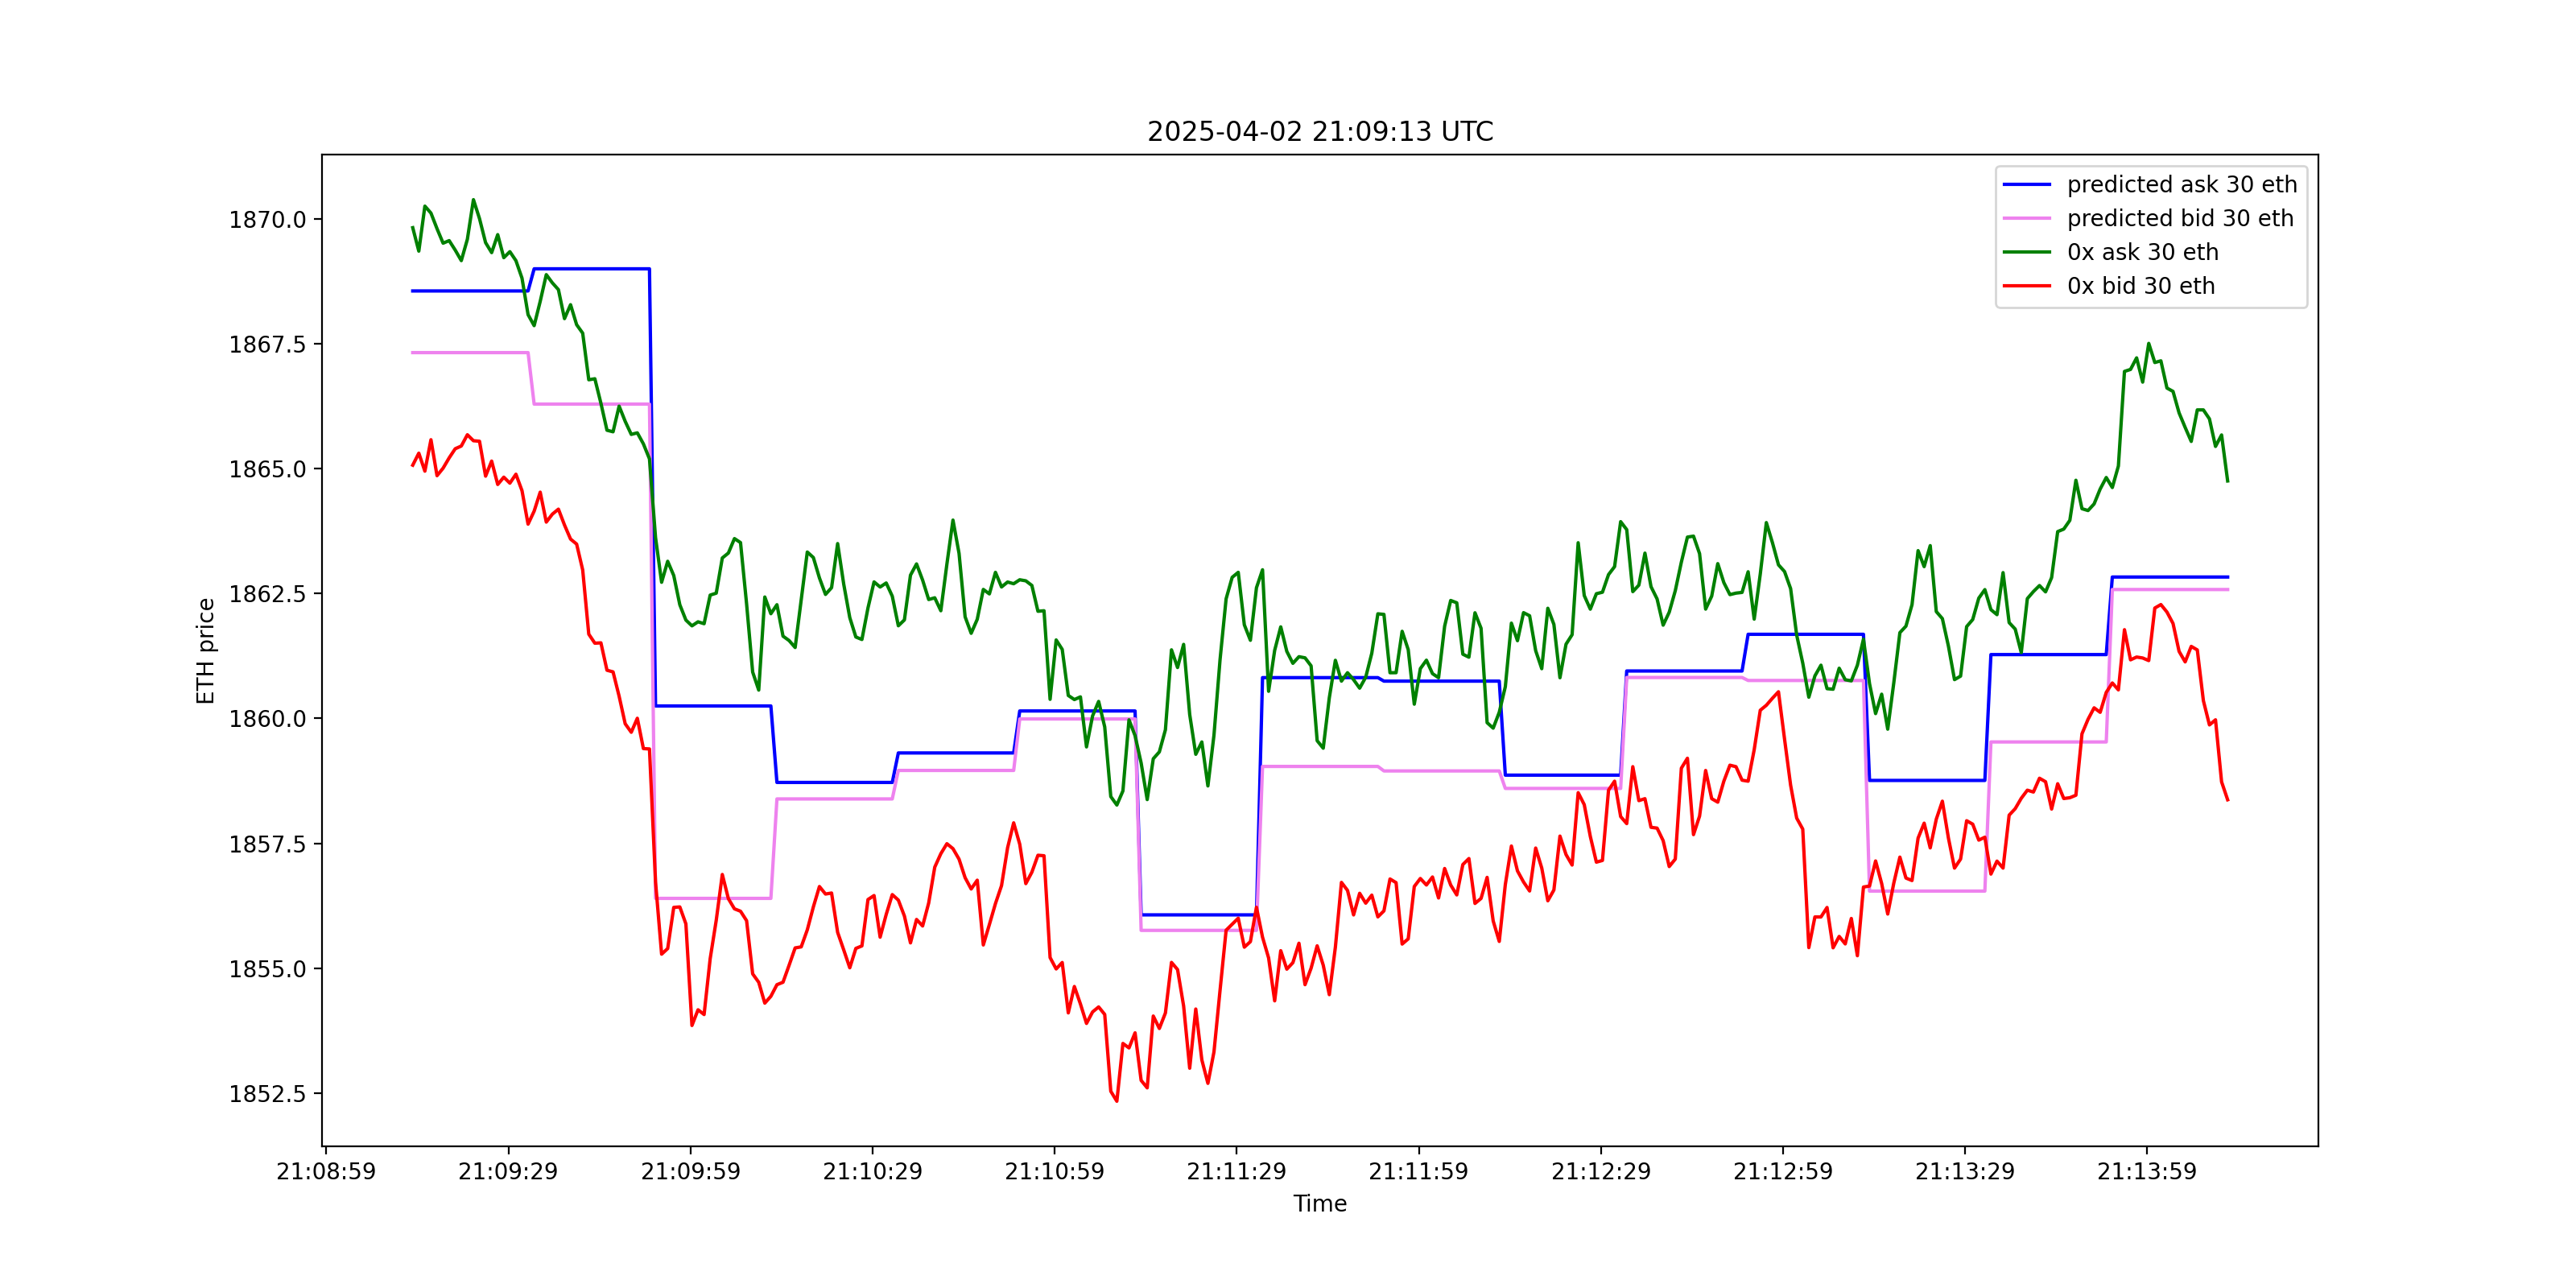 2025-04-02 21:09:13 UTC
predicted ask 30 eth
predicted bid 30 eth
0x ask 30 eth
0x bid 30 eth
1870.0
1867.5
1865.0
1862.5
1860.0
1857.5
1855.0
1852.5
ETH price
21:08:59 21:09:29 21:09:59 21:10:29 21:10:59 21:11:29 21:11:59 21:12:29 21:12:59 21:13:29 21:13:59
Time